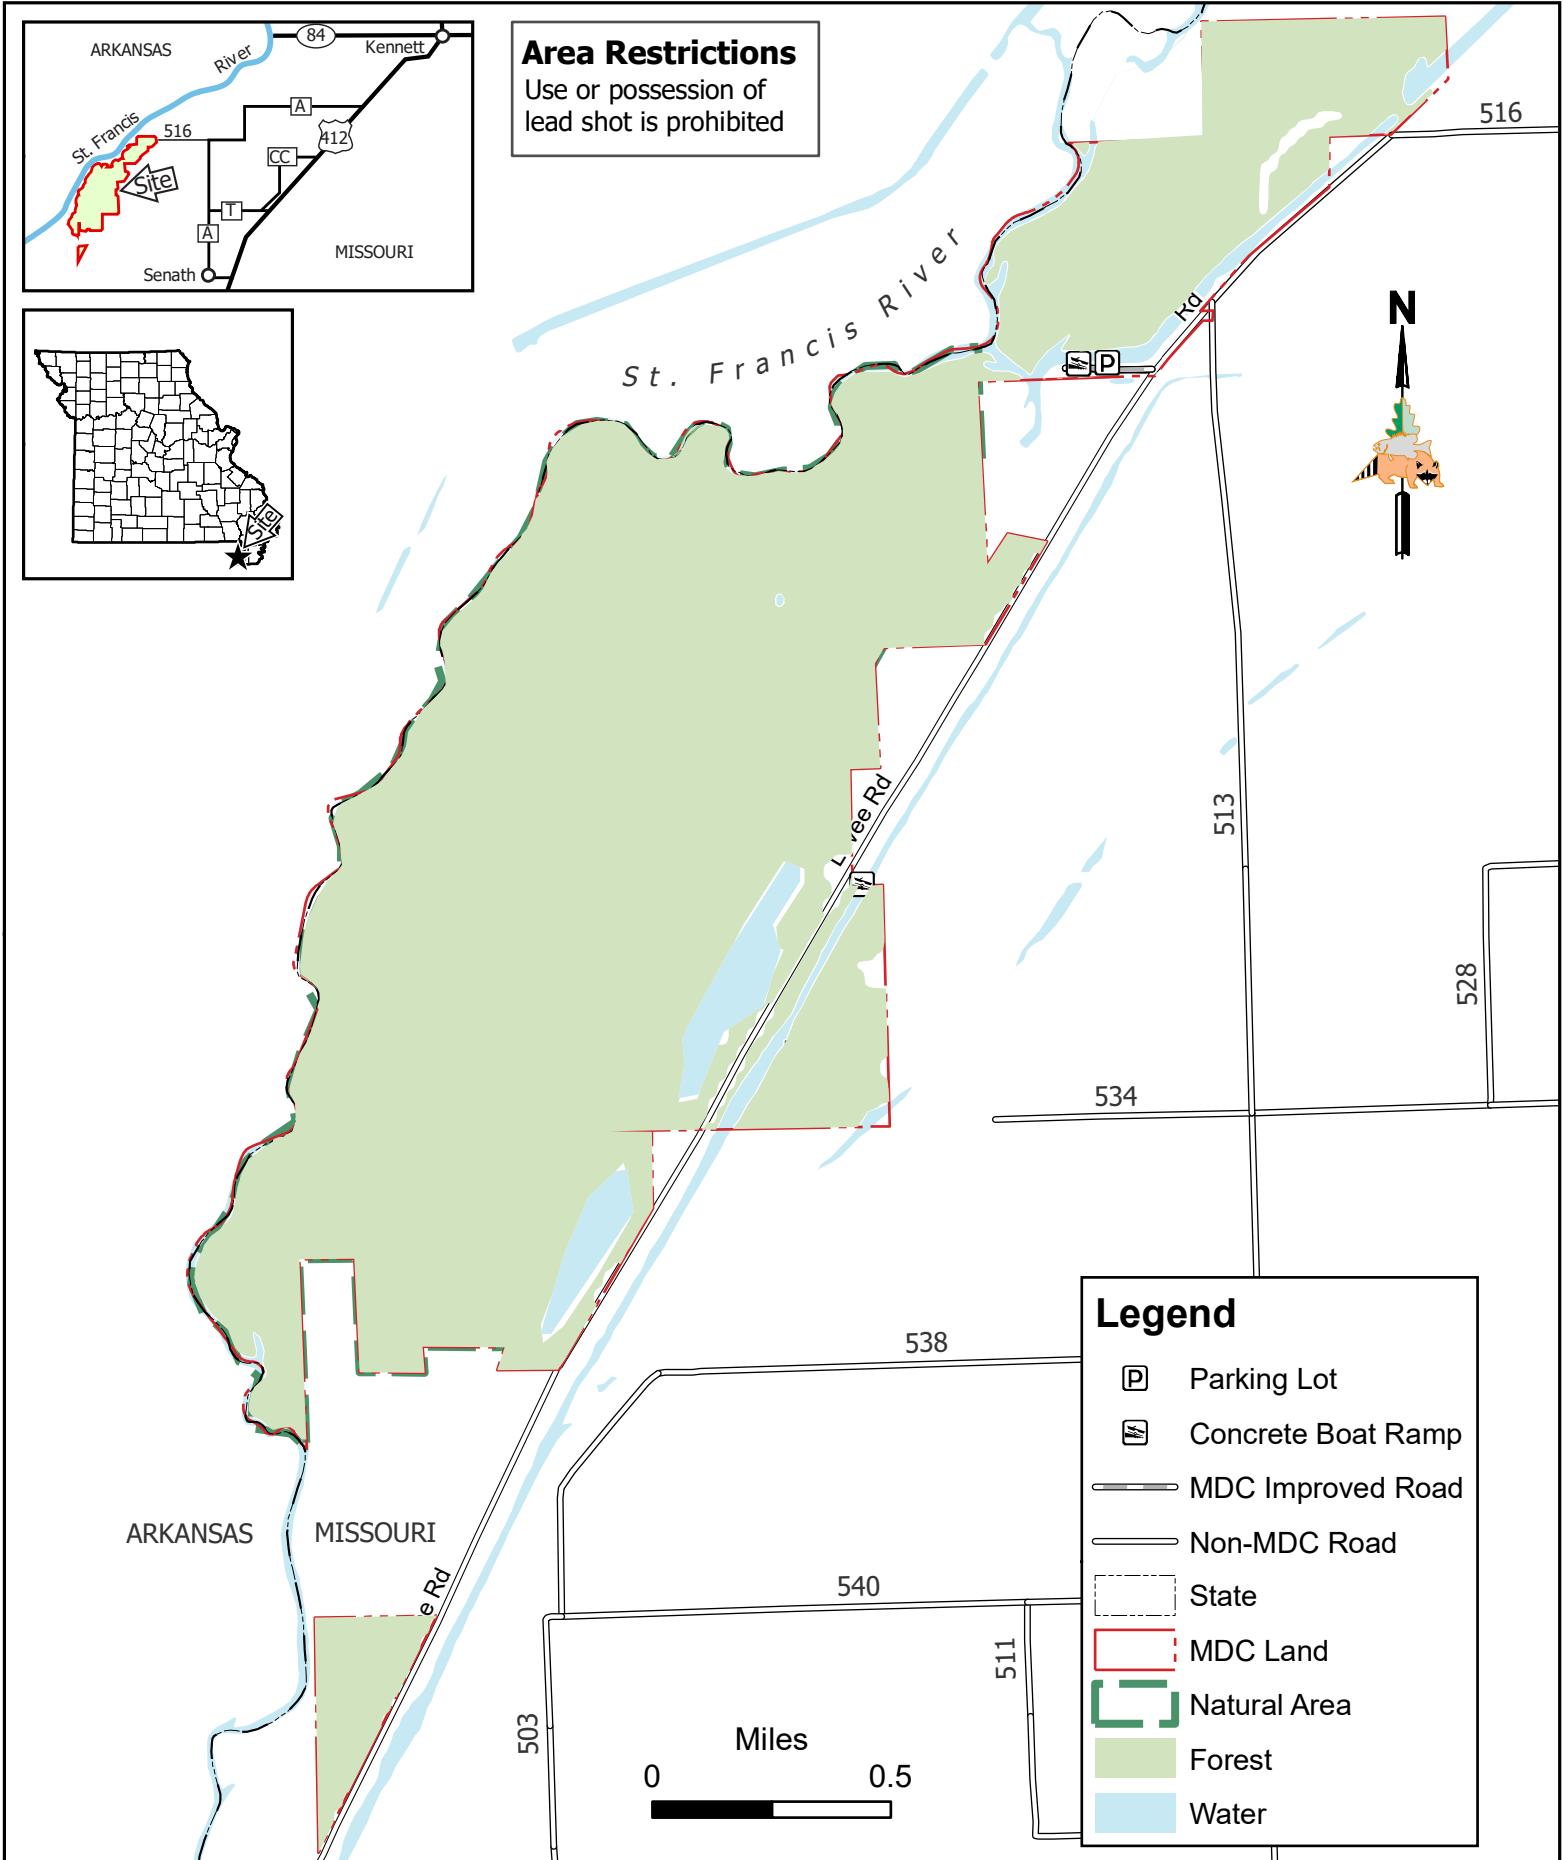 ARKANSAS
River
84
Kennett
A
St. Francis
516
412
CC
Site
T
A
MISSOURI
Senath
Area Restrictions
Use or possession of
lead shot is prohibited
516
St. Francis River
Rd
P
N
Site
513
vee Rd
528
534
538
ARKANSAS
MISSOURI
e Rd
540
511
503
Miles
0 0.5
Legend
P Parking Lot
Concrete Boat Ramp
MDC Improved Road
Non-MDC Road
State
MDC Land
Natural Area
Forest
Water